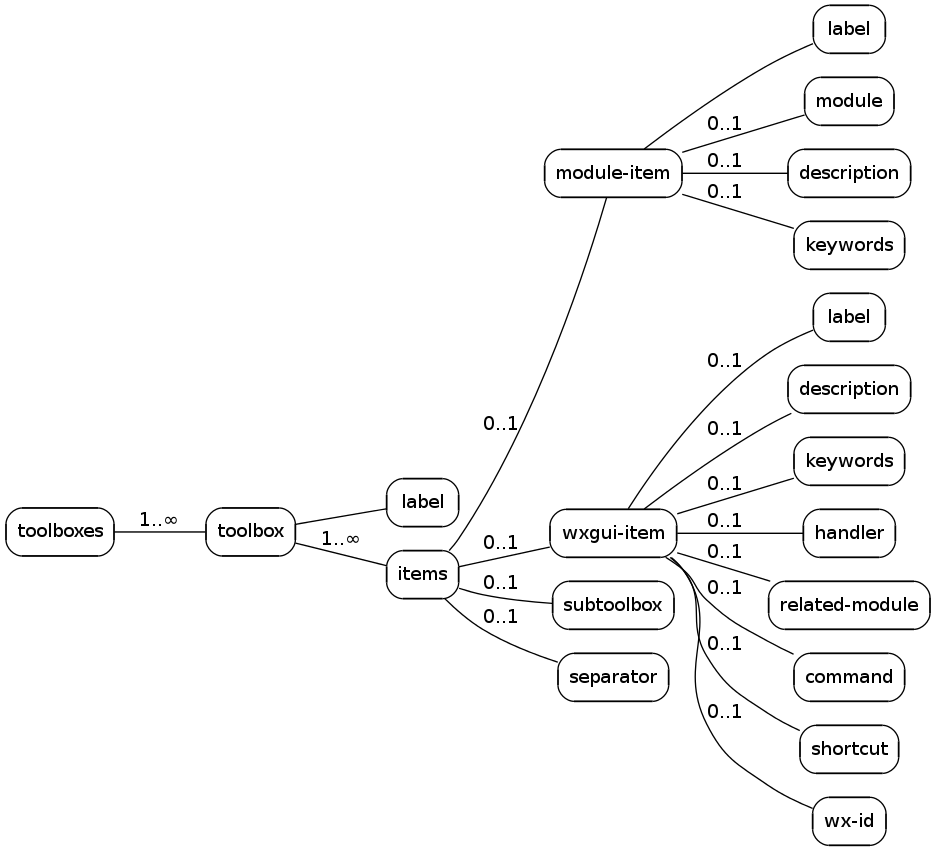 label
module
0..1
module-item
0..1
description
0..1
keywords
label
0..1
description
0..1
0..1
keywords
0..1
label
toolboxes
1..∞
toolbox
1..∞
items
0..1
wxgui-item
0..1
handler
0..1
0..1
subtoolbox
0..1
related-module
0..1
separator
0..1
command
0..1
shortcut
wx-id